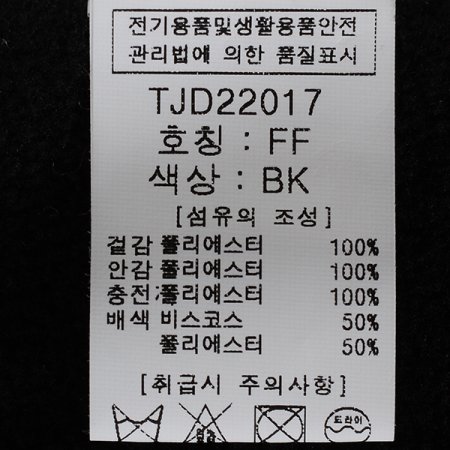 전기용품및생활용품안전
관리법에 의한 품질표시
TJD22017
호칭 : FF
색상 : BK
[섬유의 조성]
겉감 폴리에스터 100%
안감 폴리에스터 100%
충전재폴리에스터 100%
배색 비스코스 50%
폴리에스터 50%
[취급시 주의사항]
드라이